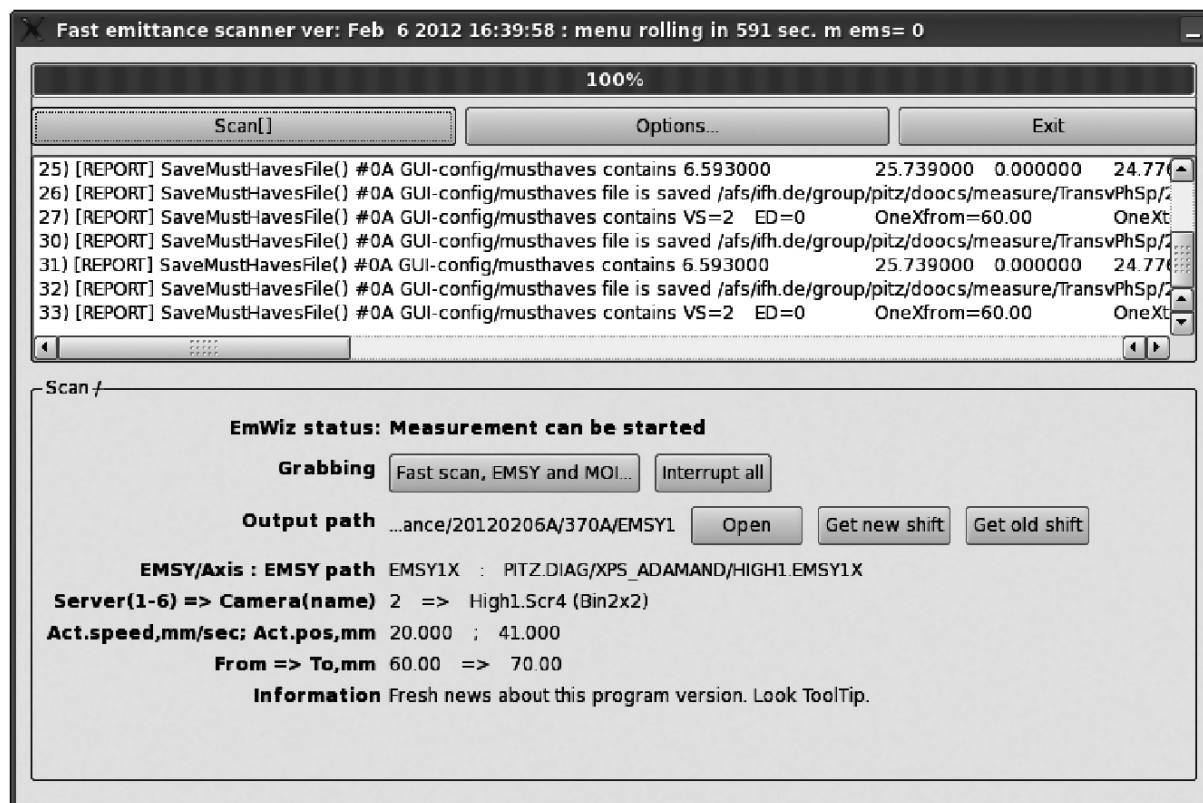 Fast emittance scanner ver: Feb 6 2012 16:39:58 : menu rolling in 591 sec. m ems= 0
100%
Scan[] Options... Exit
25) [REPORT] SaveMustHavesFile() #0A GUI-config/musthaves contains 6.593000 25.739000 0.000000 24.776
26) [REPORT] SaveMustHavesFile() #0A GUI-config/musthaves file is saved /afs/ifh.de/group/pitz/doocs/measure/TransvPhSp/2
27) [REPORT] SaveMustHavesFile() #0A GUI-config/musthaves contains VS=2 ED=0 OneXfrom=60.00 OneXt
30) [REPORT] SaveMustHavesFile() #0A GUI-config/musthaves file is saved /afs/ifh.de/group/pitz/doocs/measure/TransvPhSp/2
31) [REPORT] SaveMustHavesFile() #0A GUI-config/musthaves contains 6.593000 25.739000 0.000000 24.776
32) [REPORT] SaveMustHavesFile() #0A GUI-config/musthaves file is saved /afs/ifh.de/group/pitz/doocs/measure/TransvPhSp/2
33) [REPORT] SaveMustHavesFile() #0A GUI-config/musthaves contains VS=2 ED=0 OneXfrom=60.00 OneXt
Scan /
EmWiz status: Measurement can be started
Grabbing Fast scan, EMSY and MOI... Interrupt all
Output path ...ance/20120206A/370A/EMSY1 Open Get new shift Get old shift
EMSY/Axis : EMSY path EMSY1X : PITZ.DIAG/XPS_ADAMAND/HIGH1.EMSY1X
Server(1-6) => Camera(name) 2 => High1.Scr4 (Bin2x2)
Act.speed,mm/sec; Act.pos,mm 20.000 ; 41.000
From => To,mm 60.00 => 70.00
Information Fresh news about this program version. Look ToolTip.